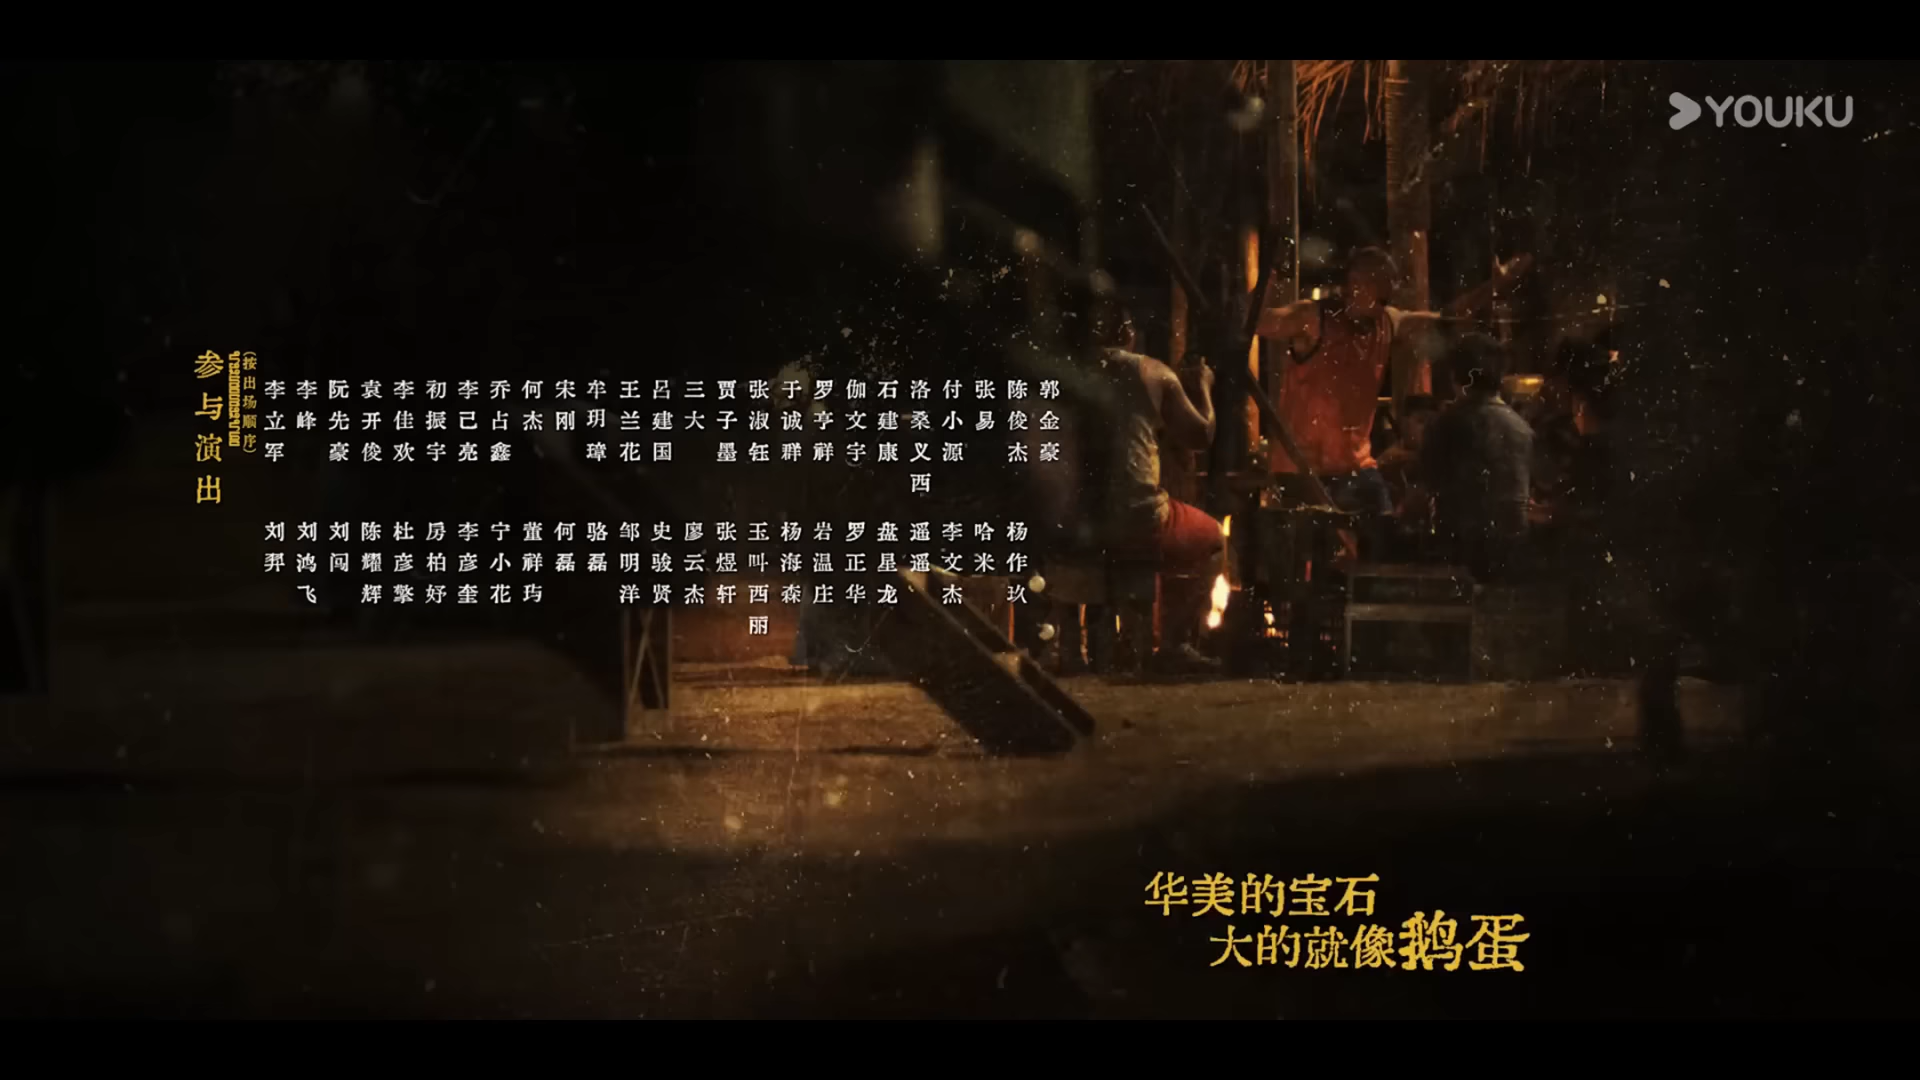 YOUKU
参与演出
(按出场顺序)
李立军
李峰
阮先豪
袁开俊
李佳欢
初振宇
李己亮
乔占鑫
何杰
宋刚
牟玥璋
王兰花
吕建国
三大
贾子墨
张淑钰
于诚群
罗亨祥
伽文宇
石建康
洛桑义西
付小源
张易
陈俊杰
郭金豪
刘羿
刘鸿飞
刘闯
陈耀辉
杜彦擎
房柏妤
李彦奎
宁小花
董祥玙
何磊
骆磊
邹明洋
史骏贤
廖云杰
张煜轩
玉叫西丽
杨海森
岩温庄
罗正华
盘星龙
遥遥
李文杰
哈米
杨作玖
华美的宝石
大的就像鹅蛋